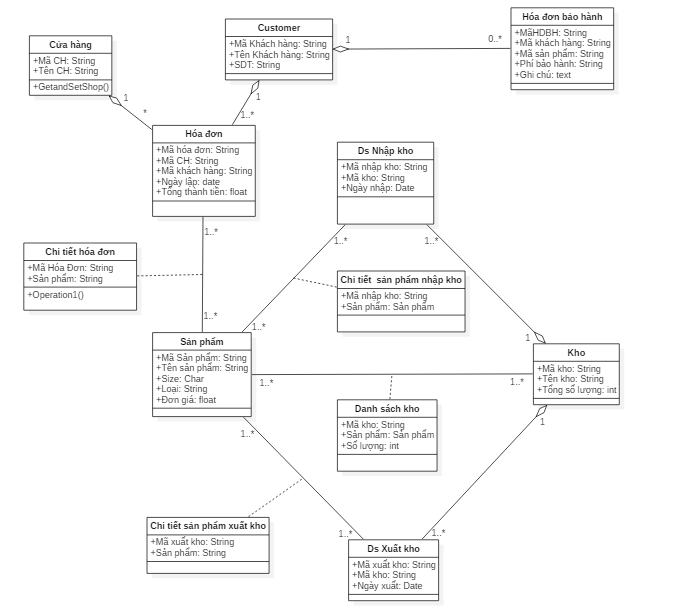 Cửa hàng
+Mã CH: String
+Tên CH: String
+GetandSetShop()
Customer
+Mã Khách hàng: String
+Tên Khách hàng: String
+SDT: String
Hóa đơn bảo hành
+MãHDBH: String
+Mã khách hàng: String
+Mã sản phẩm: String
+Phí bảo hành: String
+Ghi chú: text
1
0..*
1
*
1
1..*
Hóa đơn
+Mã hóa đơn: String
+Mã CH: String
+Mã khách hàng: String
+Ngày lập: date
+Tổng thành tiền: float
Ds Nhập kho
+Mã nhập kho: String
+Mã kho: String
+Ngày nhập: Date
1..*
1..*
1..*
Chi tiết hóa đơn
+Mã Hóa Đơn: String
+Sản phẩm: String
+Operation1()
Chi tiết sản phẩm nhập kho
+Mã nhập kho: String
+Sản phẩm: Sản phẩm
1..*
1..*
1
Sản phẩm
+Mã Sản phẩm: String
+Tên sản phẩm: String
+Size: Char
+Loại: String
+Đơn giá: float
Kho
+Mã kho: String
+Tên kho: String
+Tổng số lượng: int
1..*
1..*
Danh sách kho
+Mã kho: String
+Sản phẩm: Sản phẩm
+Số lượng: int
1..*
1
Chi tiết sản phẩm xuất kho
+Mã xuất kho: String
+Sản phẩm: String
1..*
1..*
Ds Xuất kho
+Mã xuất kho: String
+Mã kho: String
+Ngày xuất: Date